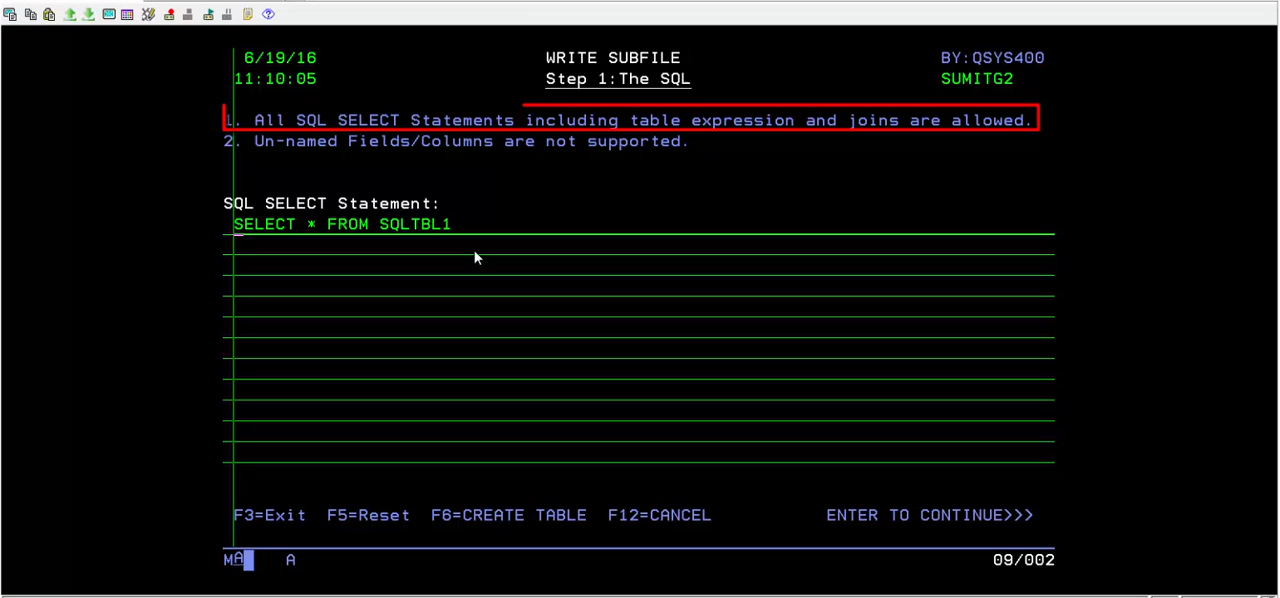 6/19/16 WRITE SUBFILE BY:QSYS400
11:10:05 Step 1:The SQL SUMITG2
1. All SQL SELECT Statements including table expression and joins are allowed.
2. Un-named Fields/Columns are not supported.
SQL SELECT Statement:
SELECT * FROM SQLTBL1
F3=Exit F5=Reset F6=CREATE TABLE F12=CANCEL ENTER TO CONTINUE>>>
MA A 09/002